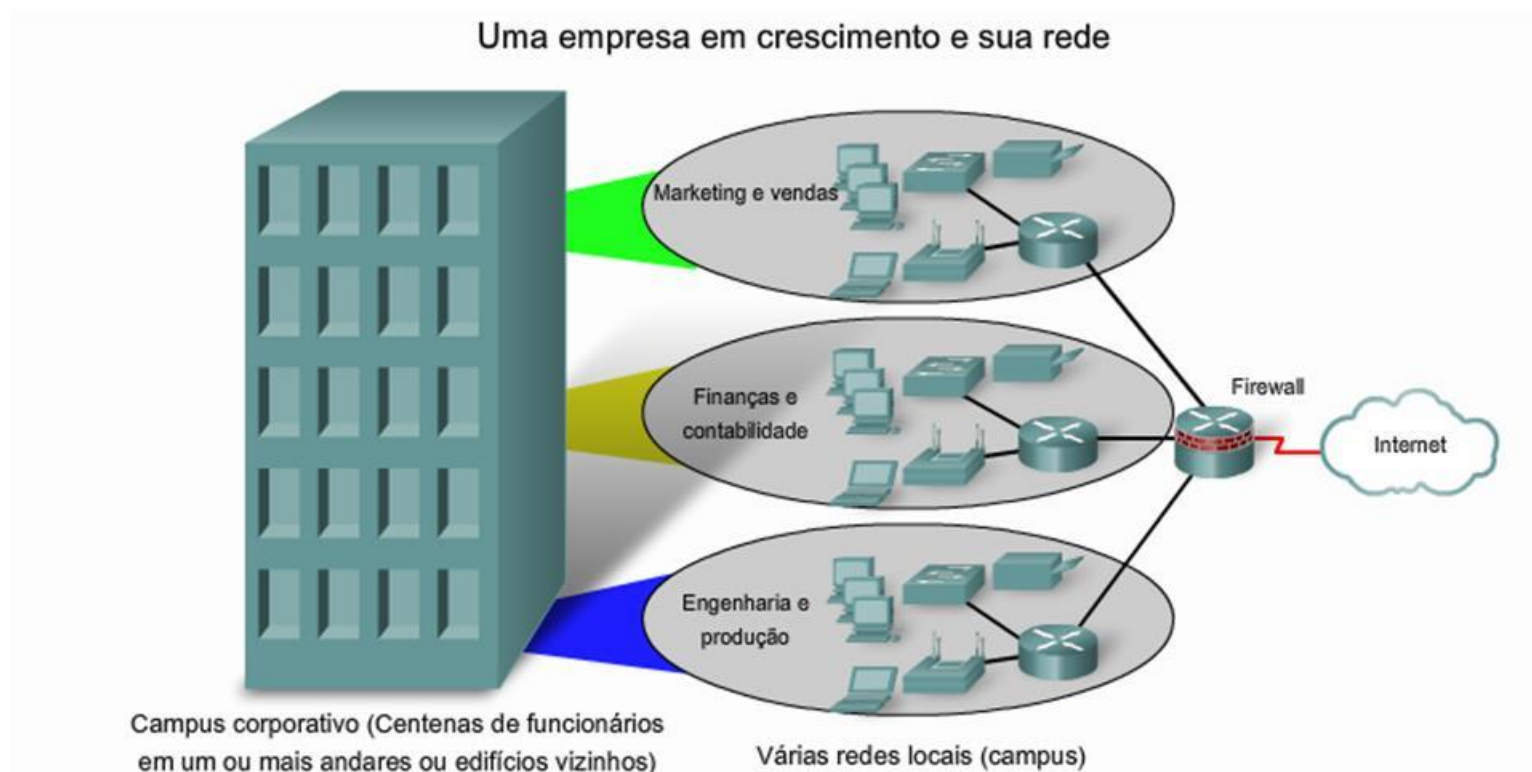 Uma empresa em crescimento e sua rede
Marketing e vendas
Finanças e
contabilidade
Engenharia e
produção
Firewall
Internet
Campus corporativo (Centenas de funcionários
em um ou mais andares ou edifícios vizinhos)
Várias redes locais (campus)